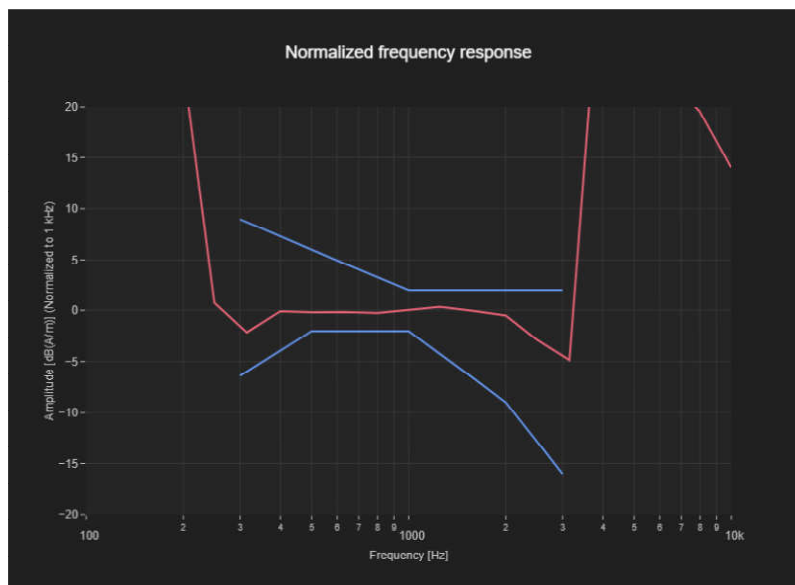 Normalized frequency response
Amplitude [dB(A/m)] (Normalized to 1 kHz)
20
15
10
5
0
−5
−10
−15
−20
100 2 3 4 5 6 7 8 9 1000 2 3 4 5 6 7 8 9 10k
Frequency [Hz]